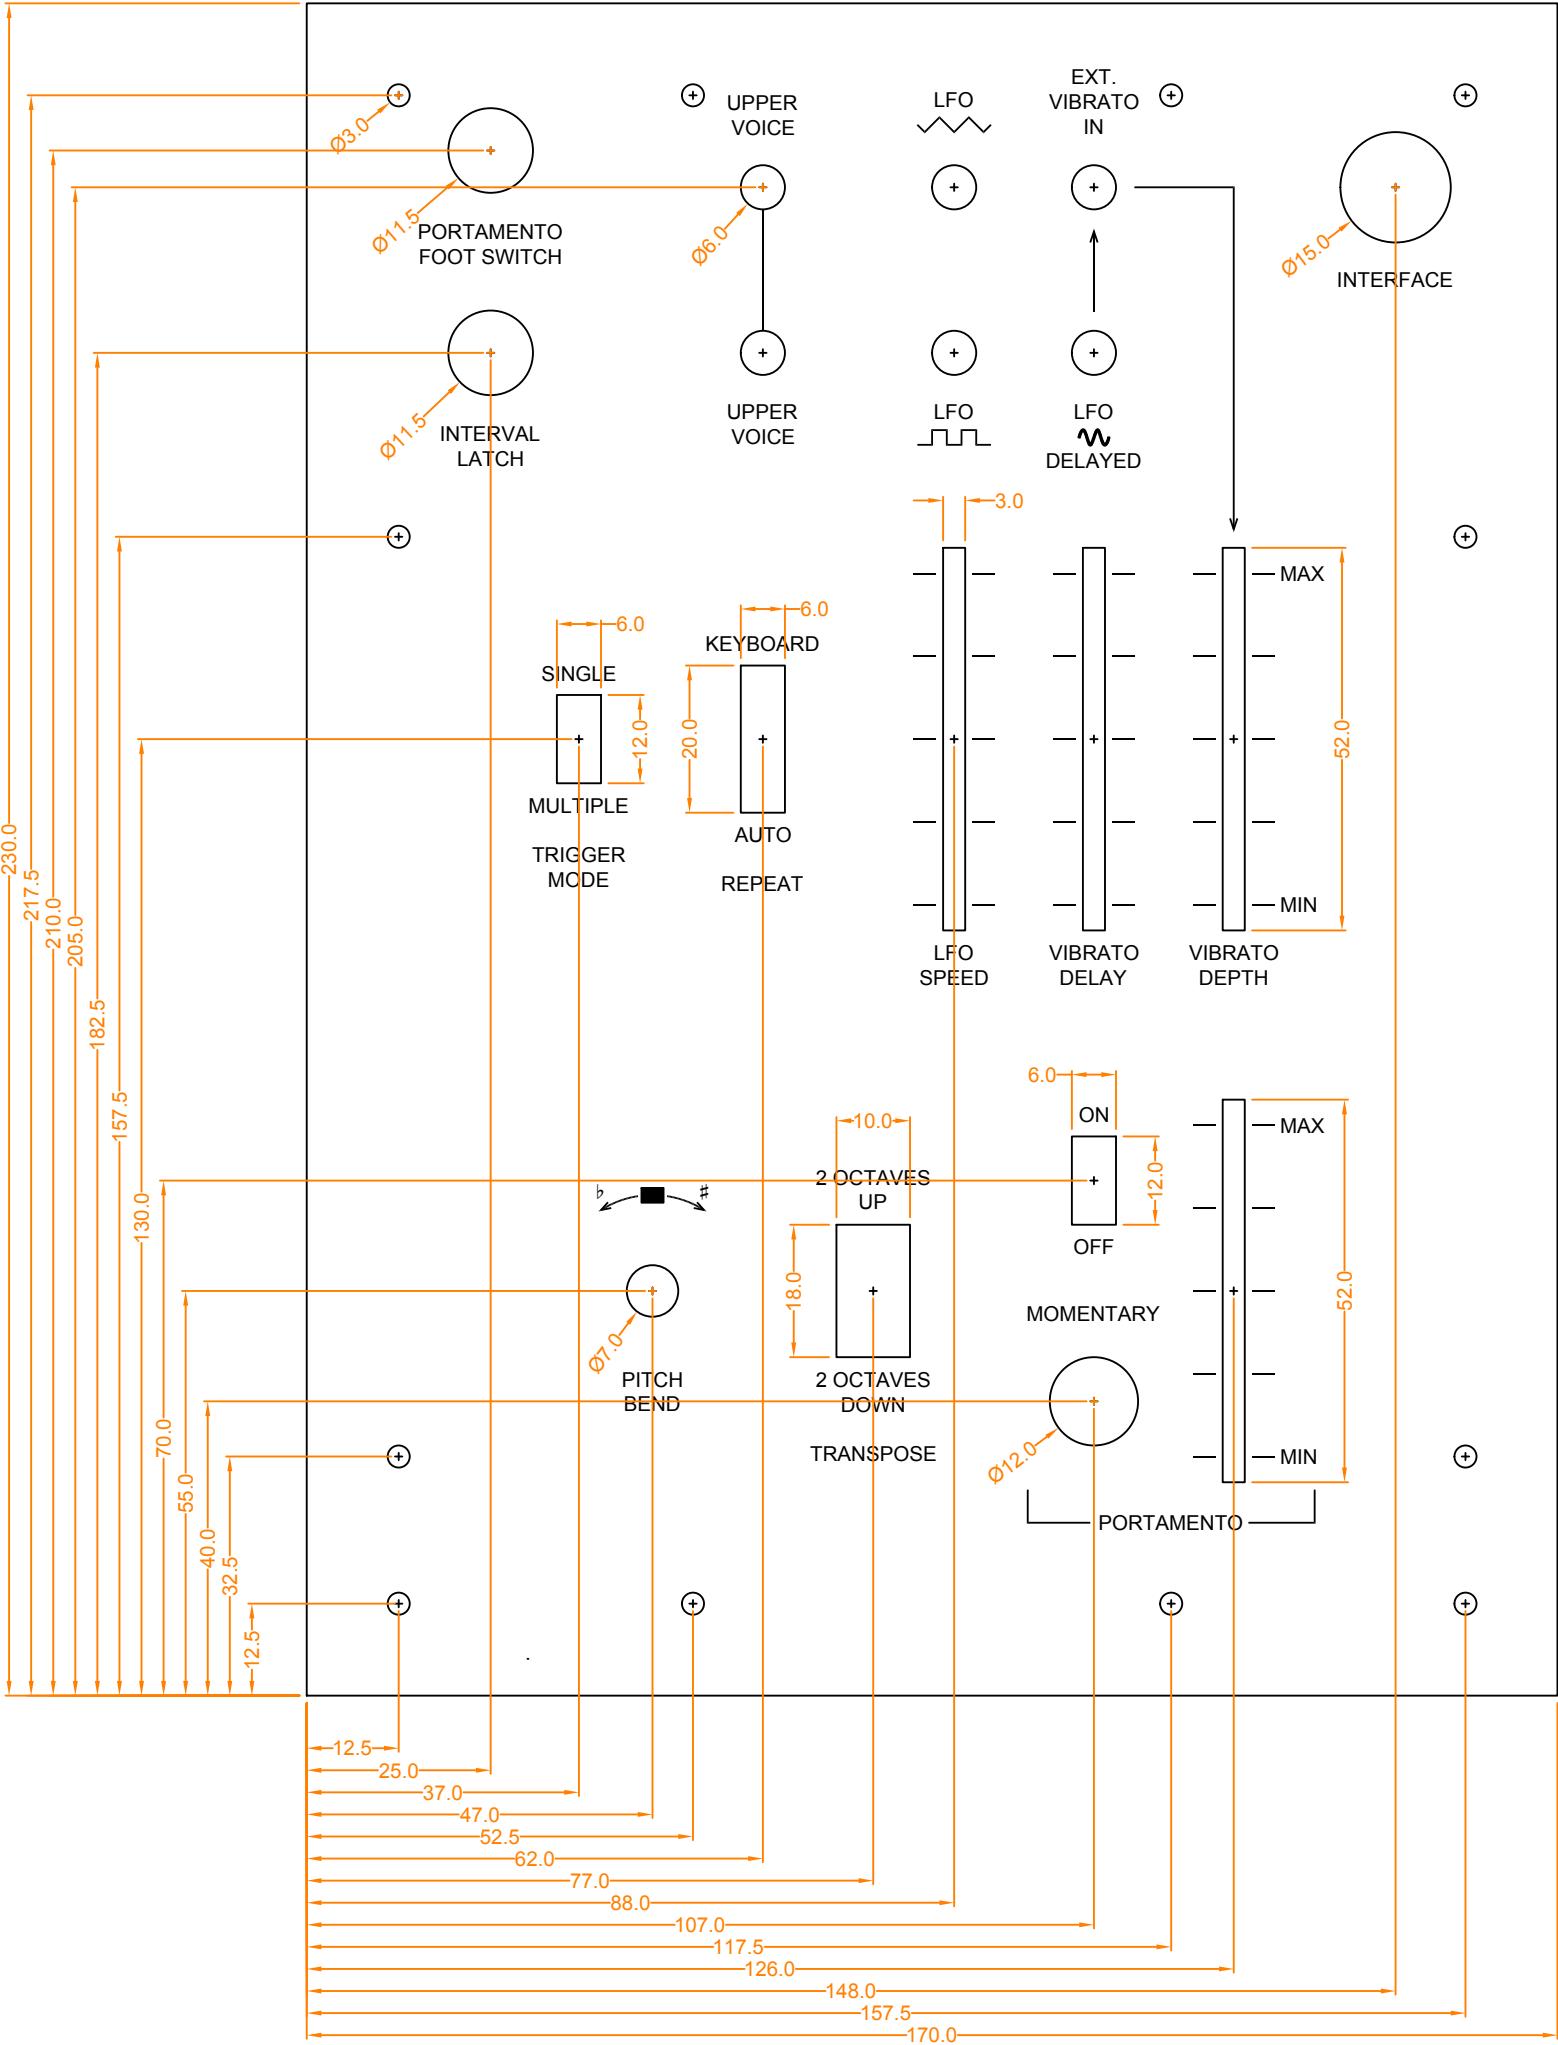 EXT.
UPPER
LFO
VIBRATO
VOICE
IN
Ø3.0
Ø11.5
PORTAMENTO
FOOT SWITCH
Ø6.0
Ø15.0
INTERFACE
Ø11.5
INTERVAL
LATCH
UPPER
VOICE
LFO
LFO
DELAYED
3.0
MAX
6.0
6.0
KEYBOARD
SINGLE
12.0
20.0
52.0
MULTIPLE
AUTO
TRIGGER
MODE
REPEAT
MIN
LFO
SPEED
VIBRATO
DELAY
VIBRATO
DEPTH
230.0
217.5
210.0
205.0
182.5
157.5
130.0
70.0
55.0
40.0
32.5
12.5
6.0
ON
10.0
MAX
2 OCTAVES
UP
12.0
♭
♯
OFF
18.0
52.0
MOMENTARY
Ø7.0
PITCH
BEND
2 OCTAVES
DOWN
TRANSPOSE
Ø12.0
MIN
PORTAMENTO
12.5
25.0
37.0
47.0
52.5
62.0
77.0
88.0
107.0
117.5
126.0
148.0
157.5
170.0